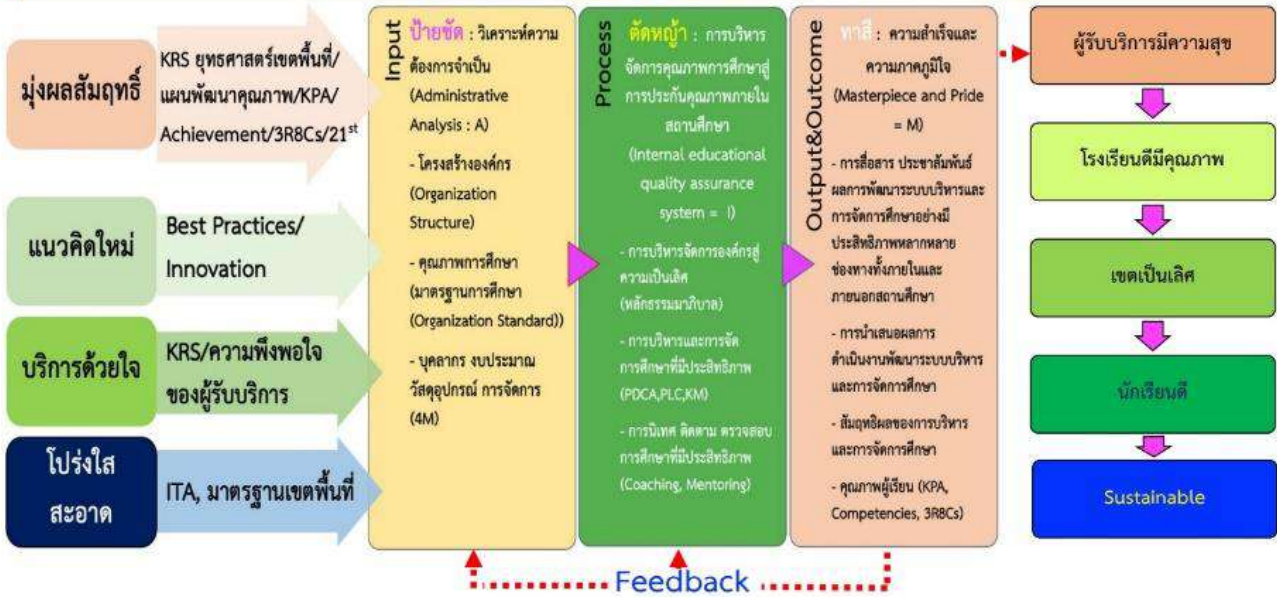 มุ่งผลสัมฤทธิ์
KRS ยุทธศาสตร์เขตพื้นที่/
แผนพัฒนาคุณภาพ/KPA/
Achievement/3R8Cs/21st
แนวคิดใหม่
Best Practices/
Innovation
บริการด้วยใจ
KRS/ความพึงพอใจ
ของผู้รับบริการ
โปร่งใส
สะอาด
ITA, มาตรฐานเขตพื้นที่
Input
ป้ายขัด : วิเคราะห์ความ
ต้องการจำเป็น
(Administrative
Analysis : A)
- โครงสร้างองค์กร
(Organization
Structure)
- คุณภาพการศึกษา
(มาตรฐานการศึกษา
(Organization Standard))
- บุคลากร งบประมาณ
วัสดุอุปกรณ์ การจัดการ
(4M)
Process
ตัดหญ้า : การบริหาร
จัดการคุณภาพการศึกษาสู่
การประกันคุณภาพภายใน
สถานศึกษา
(Internal educational
quality assurance
system = I)
- การบริหารจัดการองค์กรสู่
ความเป็นเลิศ
(หลักธรรมาภิบาล)
- การบริหารและการจัด
การศึกษาที่มีประสิทธิภาพ
(PDCA,PLC,KM)
- การนิเทศ ติดตาม ตรวจสอบ
การศึกษาที่มีประสิทธิภาพ
(Coaching, Mentoring)
Output&Outcome
ทาสี : ความสำเร็จและ
ความภาคภูมิใจ
(Masterpiece and Pride
= M)
- การสื่อสาร ประชาสัมพันธ์
ผลการพัฒนาระบบบริหารและ
การจัดการศึกษาอย่างมี
ประสิทธิภาพหลากหลาย
ช่องทางทั้งภายในและ
ภายนอกสถานศึกษา
- การนำเสนอผลการ
ดำเนินงานพัฒนาระบบบริหาร
และการจัดการศึกษา
- สัมฤทธิผลของการบริหาร
และการจัดการศึกษา
- คุณภาพผู้เรียน (KPA,
Competencies, 3R8Cs)
ผู้รับบริการมีความสุข
โรงเรียนดีมีคุณภาพ
เขตเป็นเลิศ
นักเรียนดี
Sustainable
Feedback